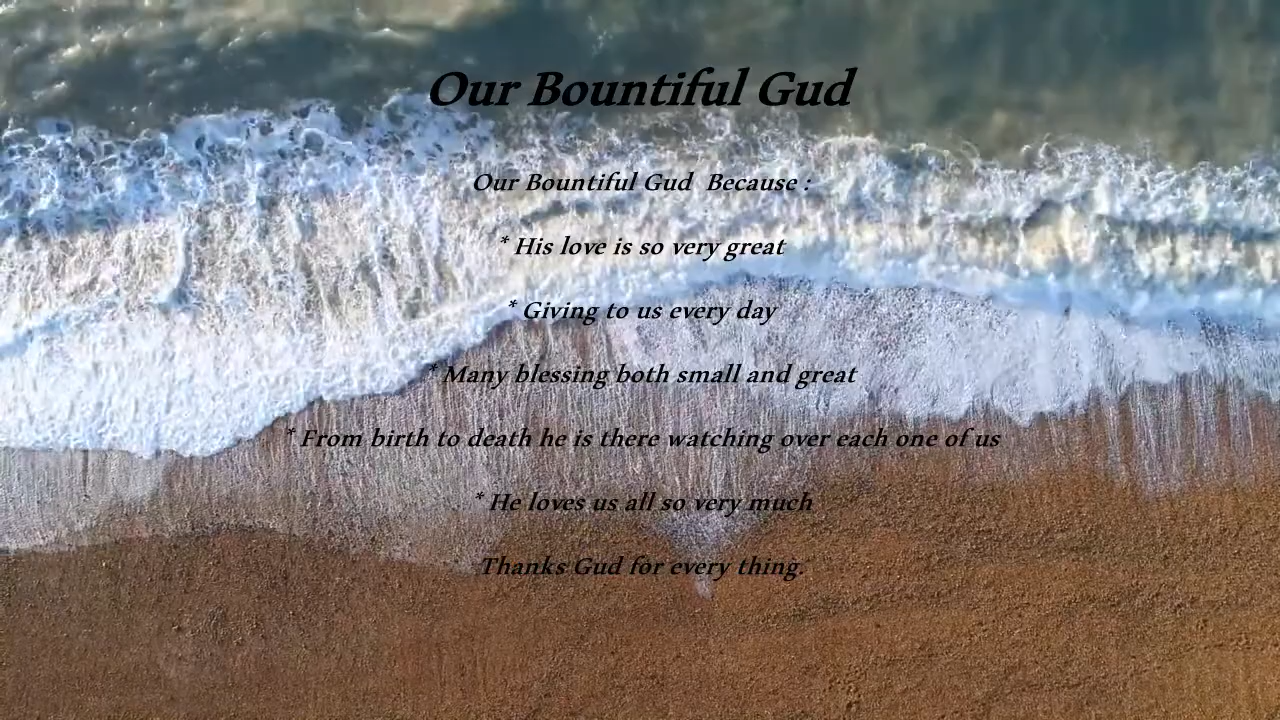 Our Bountiful Gud
Our Bountiful Gud  Because :
* His love is so very great
* Giving to us every day
* Many blessing both small and great
* From birth to death he is there watching over each one of us
* He loves us all so very much
Thanks Gud for every thing.